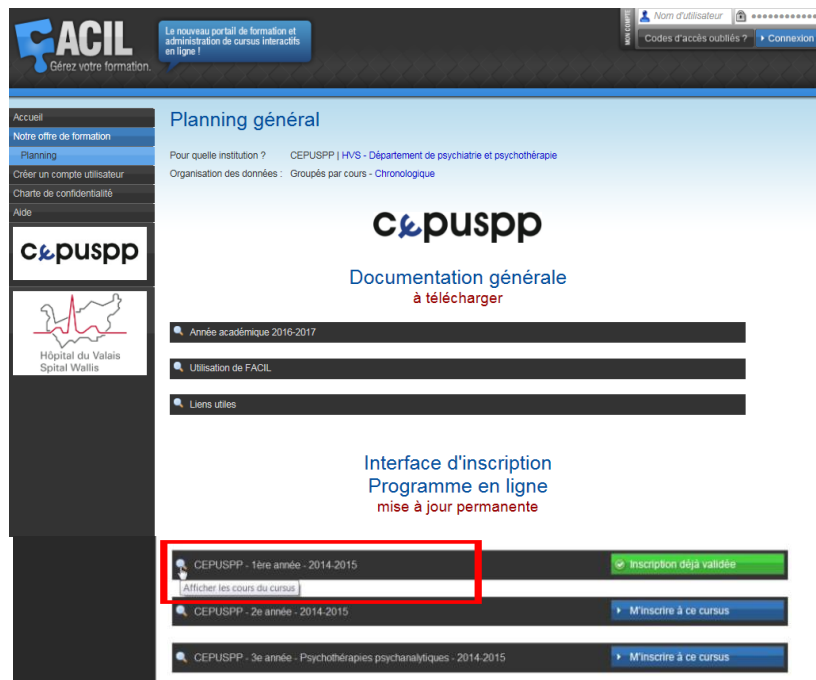 FACIL
Gérez votre formation.
Le nouveau portail de formation et
administration de cursus interactifs
en ligne !
MON COMPTE
Nom d'utilisateur
Codes d'accès oubliés ?
Connexion
Accueil
Notre offre de formation
Planning
Créer un compte utilisateur
Charte de confidentialité
Aide
cepuspp
Hôpital du Valais
Spital Wallis
Planning général
Pour quelle institution ? CEPUSPP | HVS - Département de psychiatrie et psychothérapie
Organisation des données : Groupés par cours - Chronologique
cepuspp
Documentation générale
à télécharger
Année académique 2016-2017
Utilisation de FACIL
Liens utiles
Interface d'inscription
Programme en ligne
mise à jour permanente
CEPUSPP - 1ère année - 2014-2015 Inscription déjà validée
Afficher les cours du cursus
CEPUSPP - 2e année - 2014-2015 M'inscrire à ce cursus
CEPUSPP - 3e année - Psychothérapies psychanalytiques - 2014-2015 M'inscrire à ce cursus